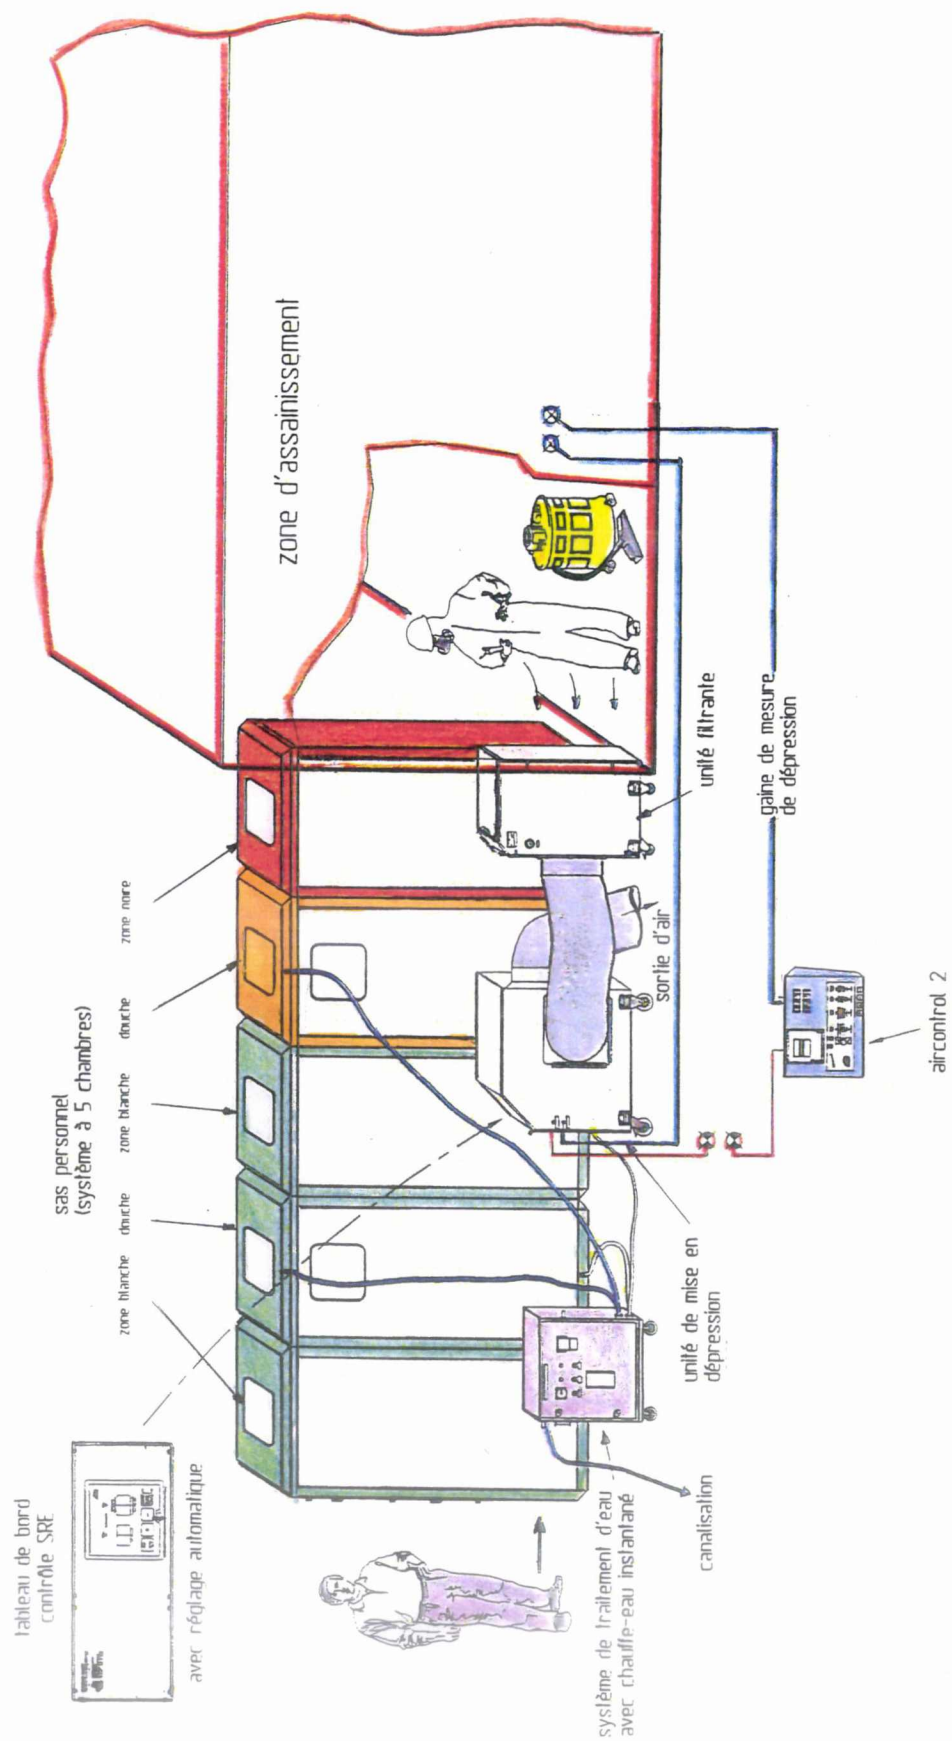 tableau de bord
contrôle SRE
avec réglage automatique
sas personnel
(système à 5 chambres)
zone blanche
douche
zone blanche
douche
zone noire
zone d'assainissement
système de traitement d'eau
avec chauffe-eau instantané
canalisation
unité de mise en
dépression
sortie d'air
unité filtrante
gaine de mesure
de dépression
aircontrol 2